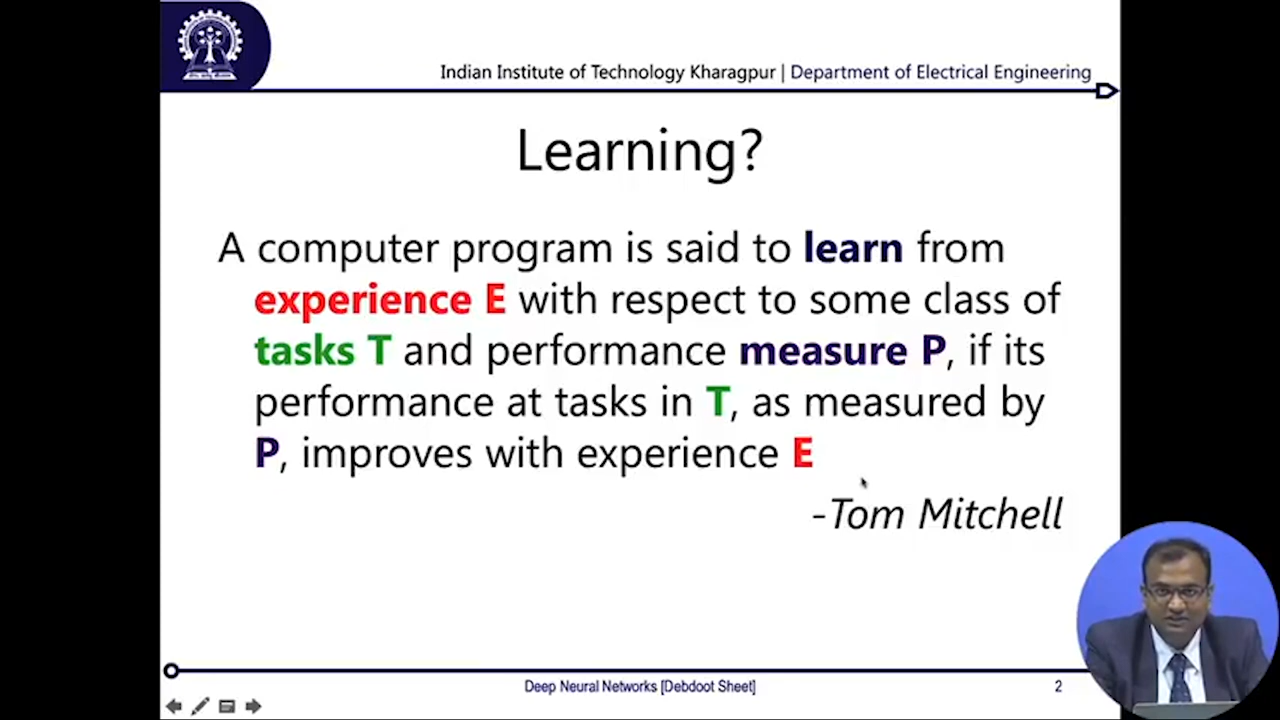 Indian Institute of Technology Kharagpur | Department of Electrical Engineering
Learning?
A computer program is said to learn from
experience E with respect to some class of
tasks T and performance measure P, if its
performance at tasks in T, as measured by
P, improves with experience E
-Tom Mitchell
Deep Neural Networks [Debdoot Sheet]
2